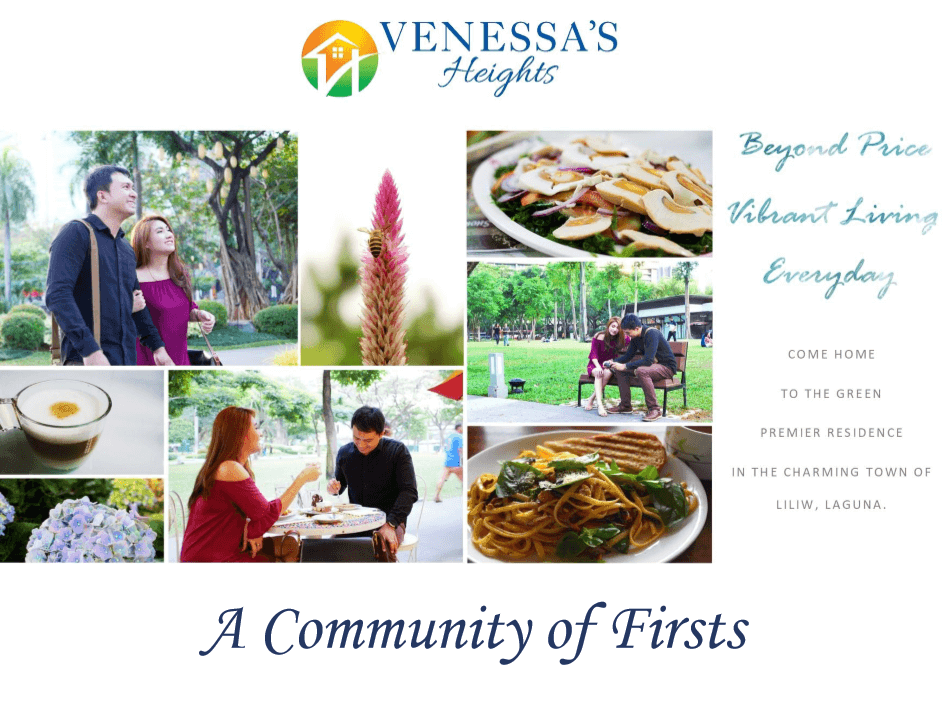 VENESSA'S
Heights
Beyond Price
Vibrant Living
Everyday
COME HOME
TO THE GREEN
PREMIER RESIDENCE
IN THE CHARMING TOWN OF
LILIW, LAGUNA.
A Community of Firsts